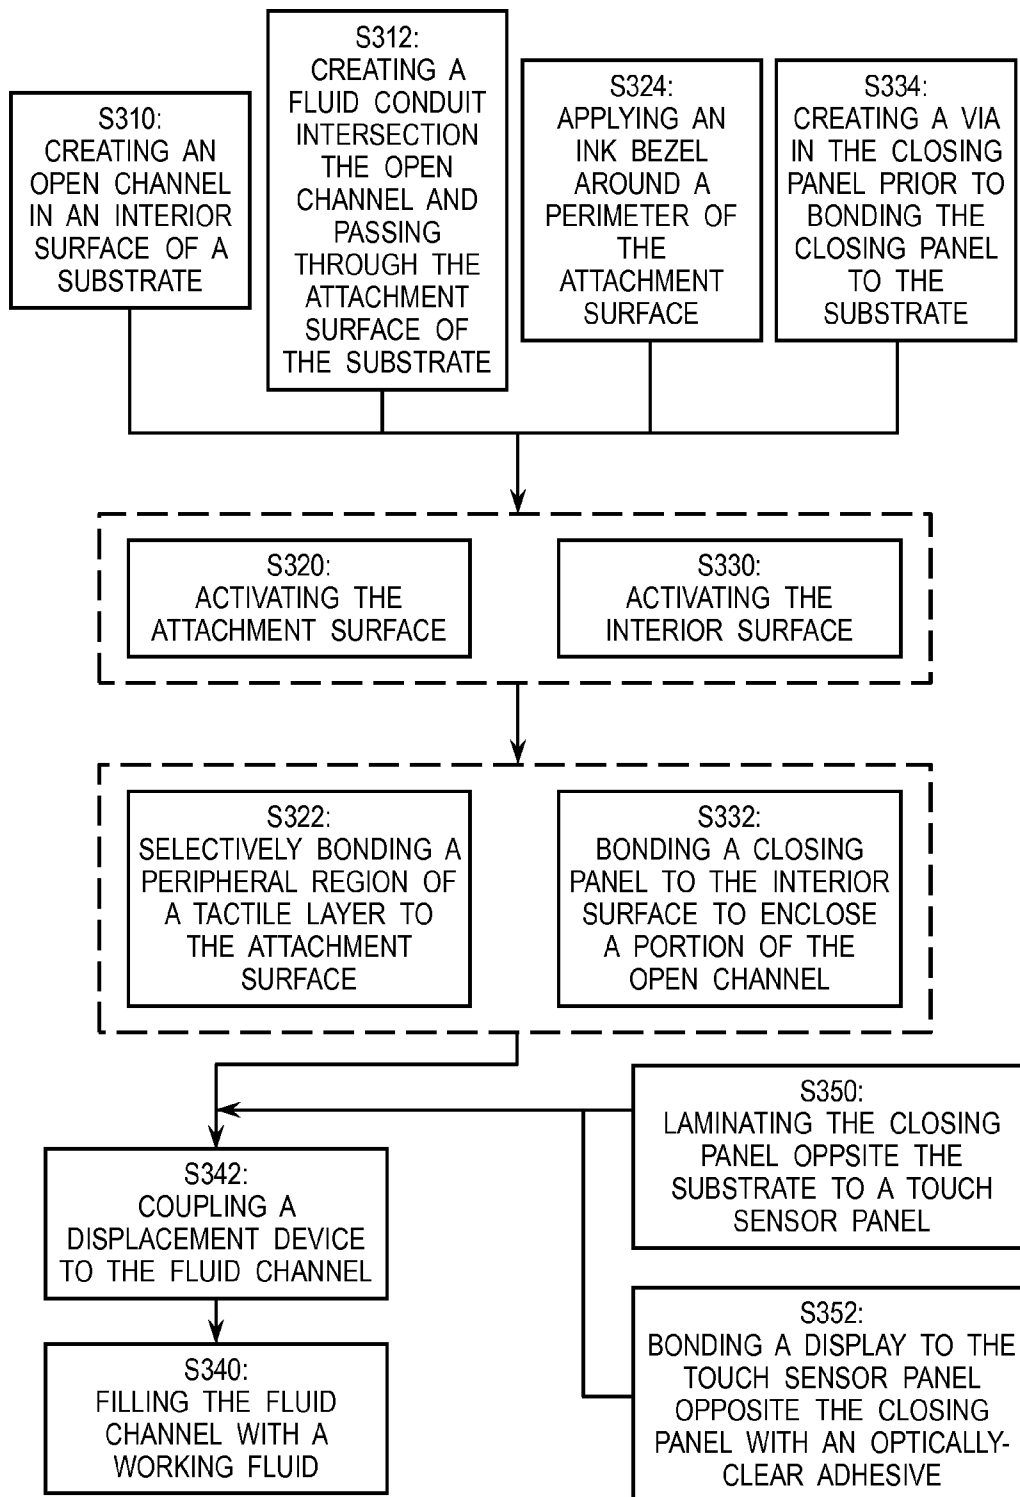 S310:
CREATING AN
OPEN CHANNEL
IN AN INTERIOR
SURFACE OF A
SUBSTRATE
S312:
CREATING A
FLUID CONDUIT
INTERSECTION
THE OPEN
CHANNEL AND
PASSING
THROUGH THE
ATTACHMENT
SURFACE OF
THE SUBSTRATE
S324:
APPLYING AN
INK BEZEL
AROUND A
PERIMETER OF
THE
ATTACHMENT
SURFACE
S334:
CREATING A VIA
IN THE CLOSING
PANEL PRIOR TO
BONDING THE
CLOSING PANEL
TO THE
SUBSTRATE
S320:
ACTIVATING THE
ATTACHMENT SURFACE
S330:
ACTIVATING THE
INTERIOR SURFACE
S322:
SELECTIVELY BONDING A
PERIPHERAL REGION OF
A TACTILE LAYER TO
THE ATTACHMENT
SURFACE
S332:
BONDING A CLOSING
PANEL TO THE INTERIOR
SURFACE TO ENCLOSE
A PORTION OF THE
OPEN CHANNEL
S350:
LAMINATING THE CLOSING
PANEL OPPSITE THE
SUBSTRATE TO A TOUCH
SENSOR PANEL
S342:
COUPLING A
DISPLACEMENT DEVICE
TO THE FLUID CHANNEL
S352:
BONDING A DISPLAY TO THE
TOUCH SENSOR PANEL
OPPOSITE THE CLOSING
PANEL WITH AN OPTICALLY-
CLEAR ADHESIVE
S340:
FILLING THE FLUID
CHANNEL WITH A
WORKING FLUID